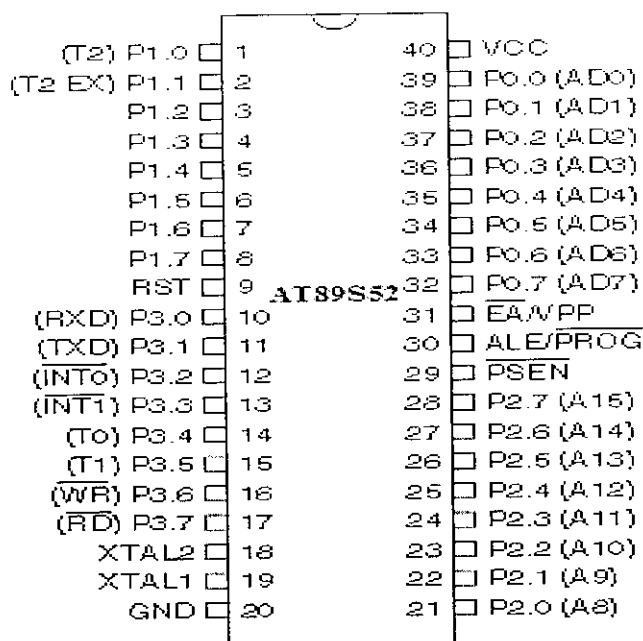 (T2) P1.0 1 40 VCC
(T2 EX) P1.1 2 39 P0.0 (AD0)
P1.2 3 38 P0.1 (AD1)
P1.3 4 37 P0.2 (AD2)
P1.4 5 36 P0.3 (AD3)
P1.5 6 35 P0.4 (AD4)
P1.6 7 34 P0.5 (AD5)
P1.7 8 33 P0.6 (AD6)
RST 9 AT89S52 32 P0.7 (AD7)
(RXD) P3.0 10 31 EA/VPP
(TXD) P3.1 11 30 ALE/PROG
(INT0) P3.2 12 29 PSEN
(INT1) P3.3 13 28 P2.7 (A15)
(T0) P3.4 14 27 P2.6 (A14)
(T1) P3.5 15 26 P2.5 (A13)
(WR) P3.6 16 25 P2.4 (A12)
(RD) P3.7 17 24 P2.3 (A11)
XTAL2 18 23 P2.2 (A10)
XTAL1 19 22 P2.1 (A9)
GND 20 21 P2.0 (A8)